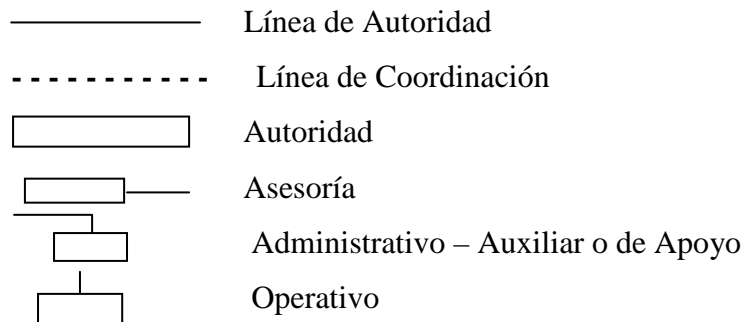 Línea de Autoridad
Línea de Coordinación
Autoridad
Asesoría
Administrativo – Auxiliar o de Apoyo
Operativo